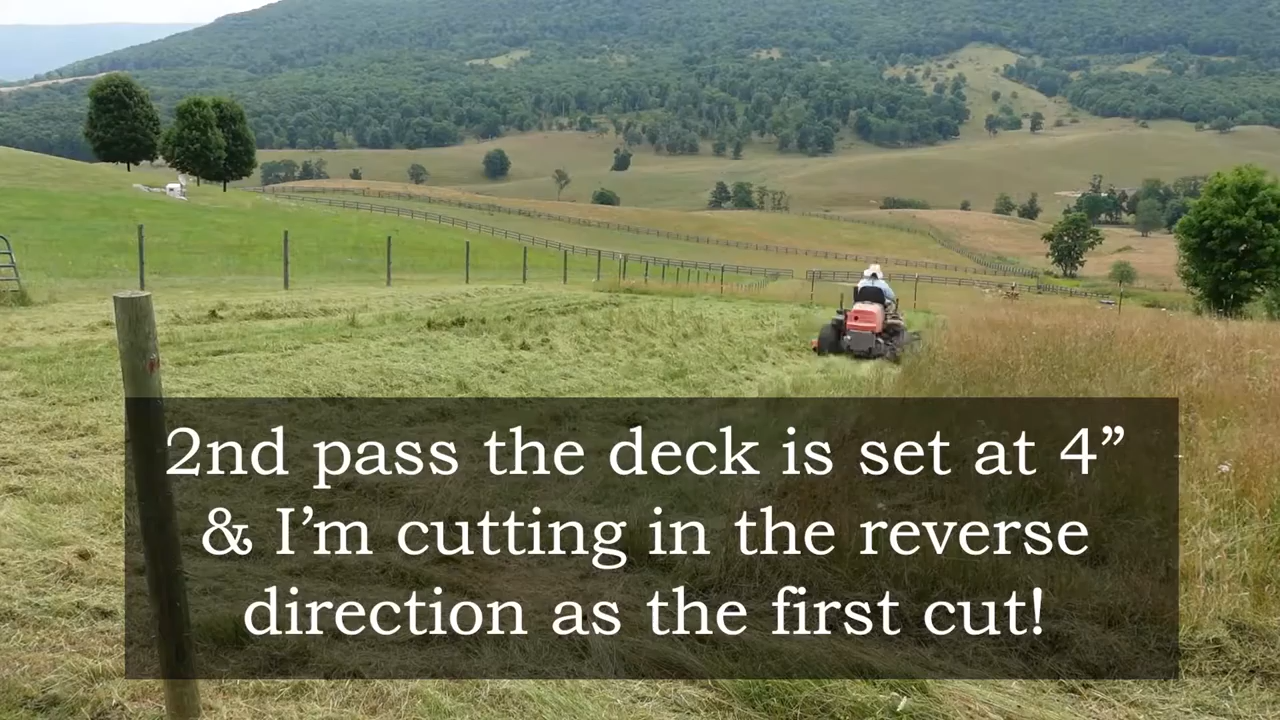 2nd pass the deck is set at 4”
& I’m cutting in the reverse
direction as the first cut!